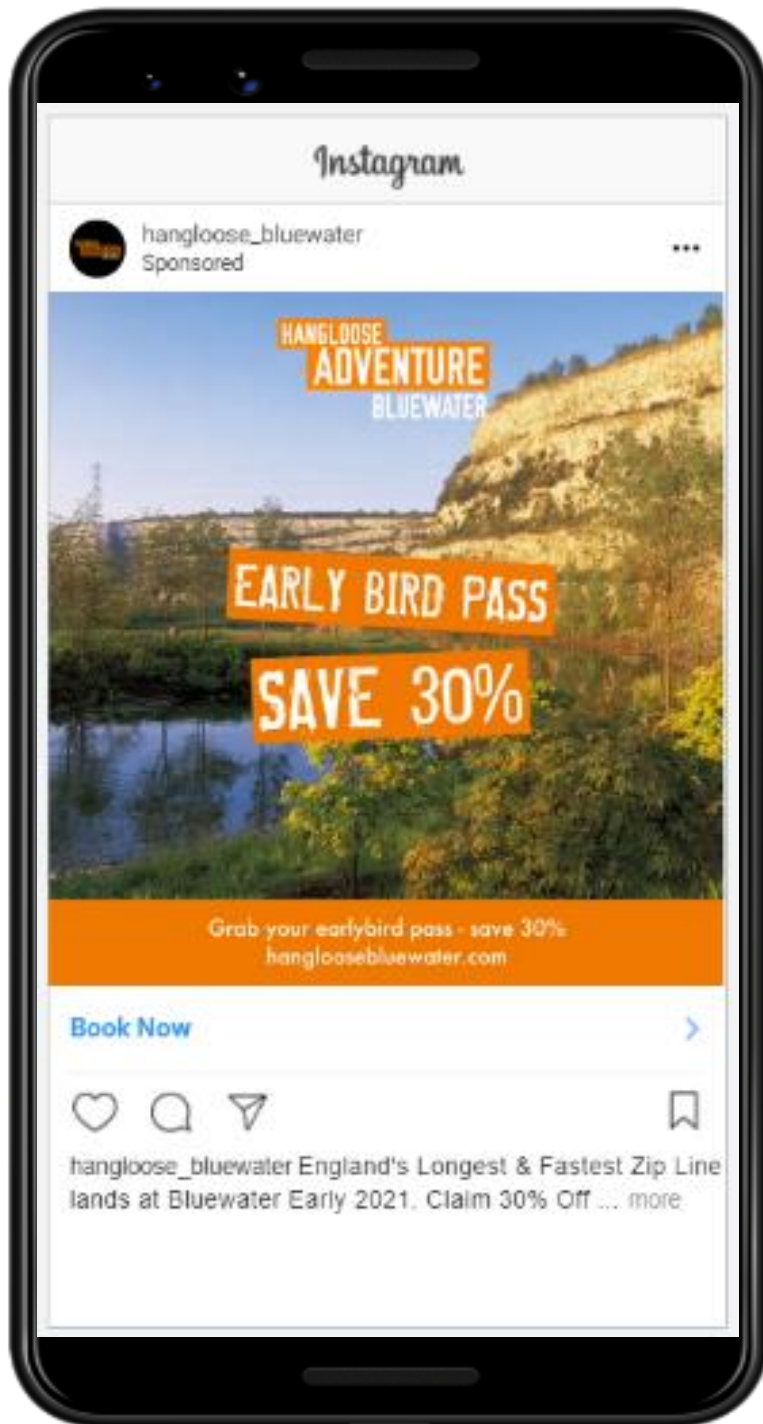 Instagram
hangloose_bluewater
Sponsored
HANGLOOSE
ADVENTURE
BLUEWATER
EARLY BIRD PASS
SAVE 30%
Grab your earlybird pass - save 30%
hangloosebluewater.com
Book Now
hangloose_bluewater England's Longest & Fastest Zip Line
lands at Bluewater Early 2021. Claim 30% Off ... more